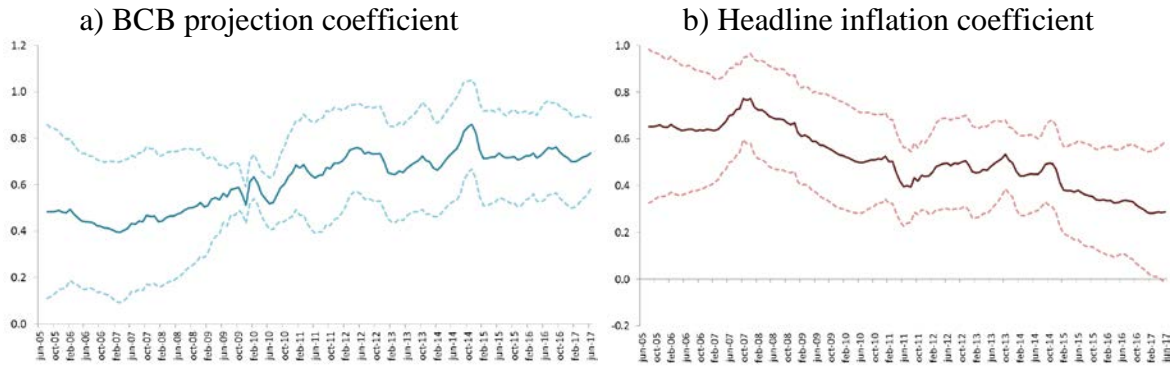 a) BCB projection coefficient
1.2
1.0
0.8
0.6
0.4
0.2
0.0
jun-05
oct-05
feb-06
jun-06
oct-06
feb-07
jun-07
oct-07
feb-08
jun-08
oct-08
feb-09
jun-09
oct-09
feb-10
jun-10
oct-10
feb-11
jun-11
oct-11
feb-12
jun-12
oct-12
feb-13
jun-13
oct-13
feb-14
jun-14
oct-14
feb-15
jun-15
oct-15
feb-16
jun-16
oct-16
feb-17
jun-17
b) Headline inflation coefficient
1.0
0.8
0.6
0.4
0.2
0.0
-0.2
jun-05
oct-05
feb-06
jun-06
oct-06
feb-07
jun-07
oct-07
feb-08
jun-08
oct-08
feb-09
jun-09
oct-09
feb-10
jun-10
oct-10
feb-11
jun-11
oct-11
feb-12
jun-12
oct-12
feb-13
jun-13
oct-13
feb-14
jun-14
oct-14
feb-15
jun-15
oct-15
feb-16
jun-16
oct-16
feb-17
jun-17